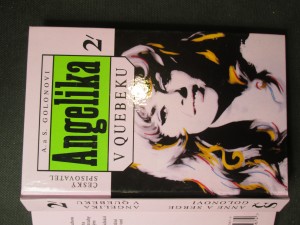 A + S. GOLONOVI
Angelika
2/
V QUEBEKU
ČESKÝ
SPISOVATEL
ANNE A SERGE
GOLONOVI
ANGELIKA
V QUEBEKU
2/